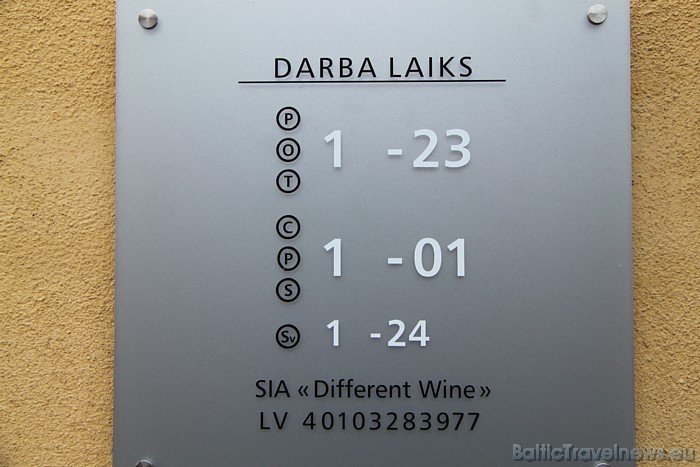 DARBA LAIKS
P
O 1 -23
T
C
P 1 -01
S
Sv 1 -24
SIA «Different Wine»
LV 40103283977
BalticTravelnews.eu